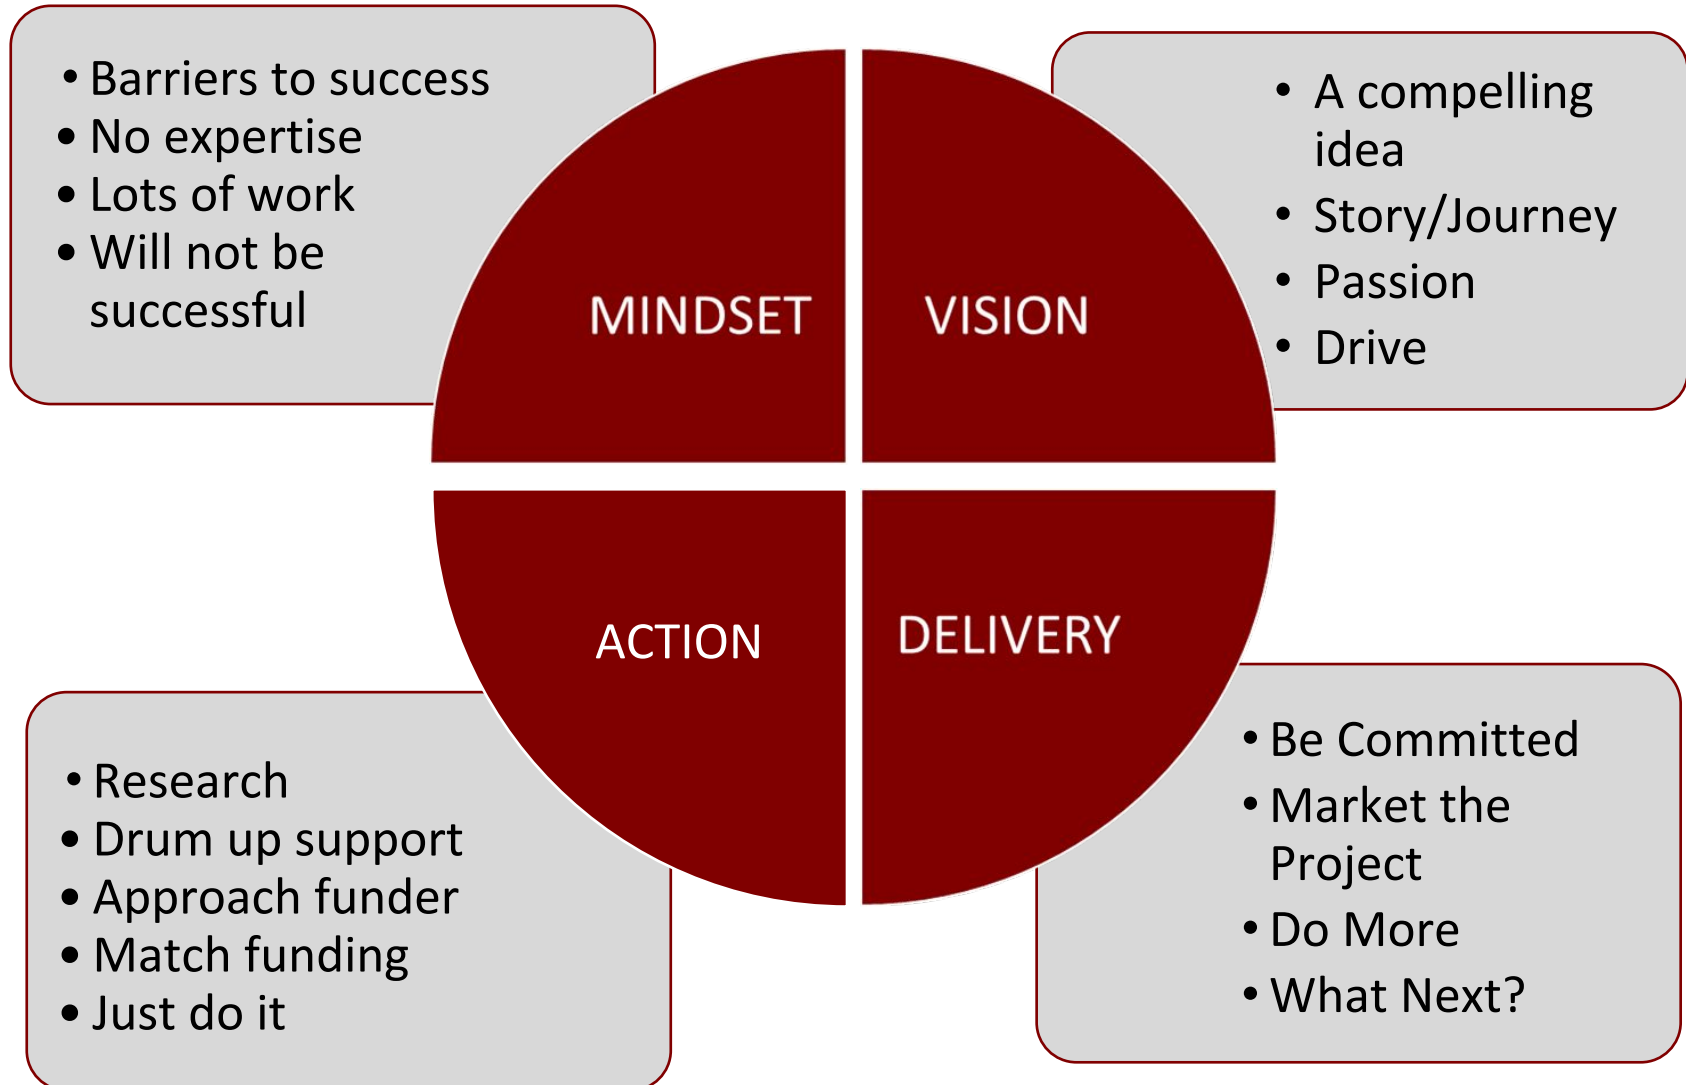 • Barriers to success
• No expertise
• Lots of work
• Will not be
successful
MINDSET
VISION
• A compelling
idea
• Story/Journey
• Passion
• Drive
ACTION
• Research
• Drum up support
• Approach funder
• Match funding
• Just do it
DELIVERY
• Be Committed
• Market the
Project
• Do More
• What Next?